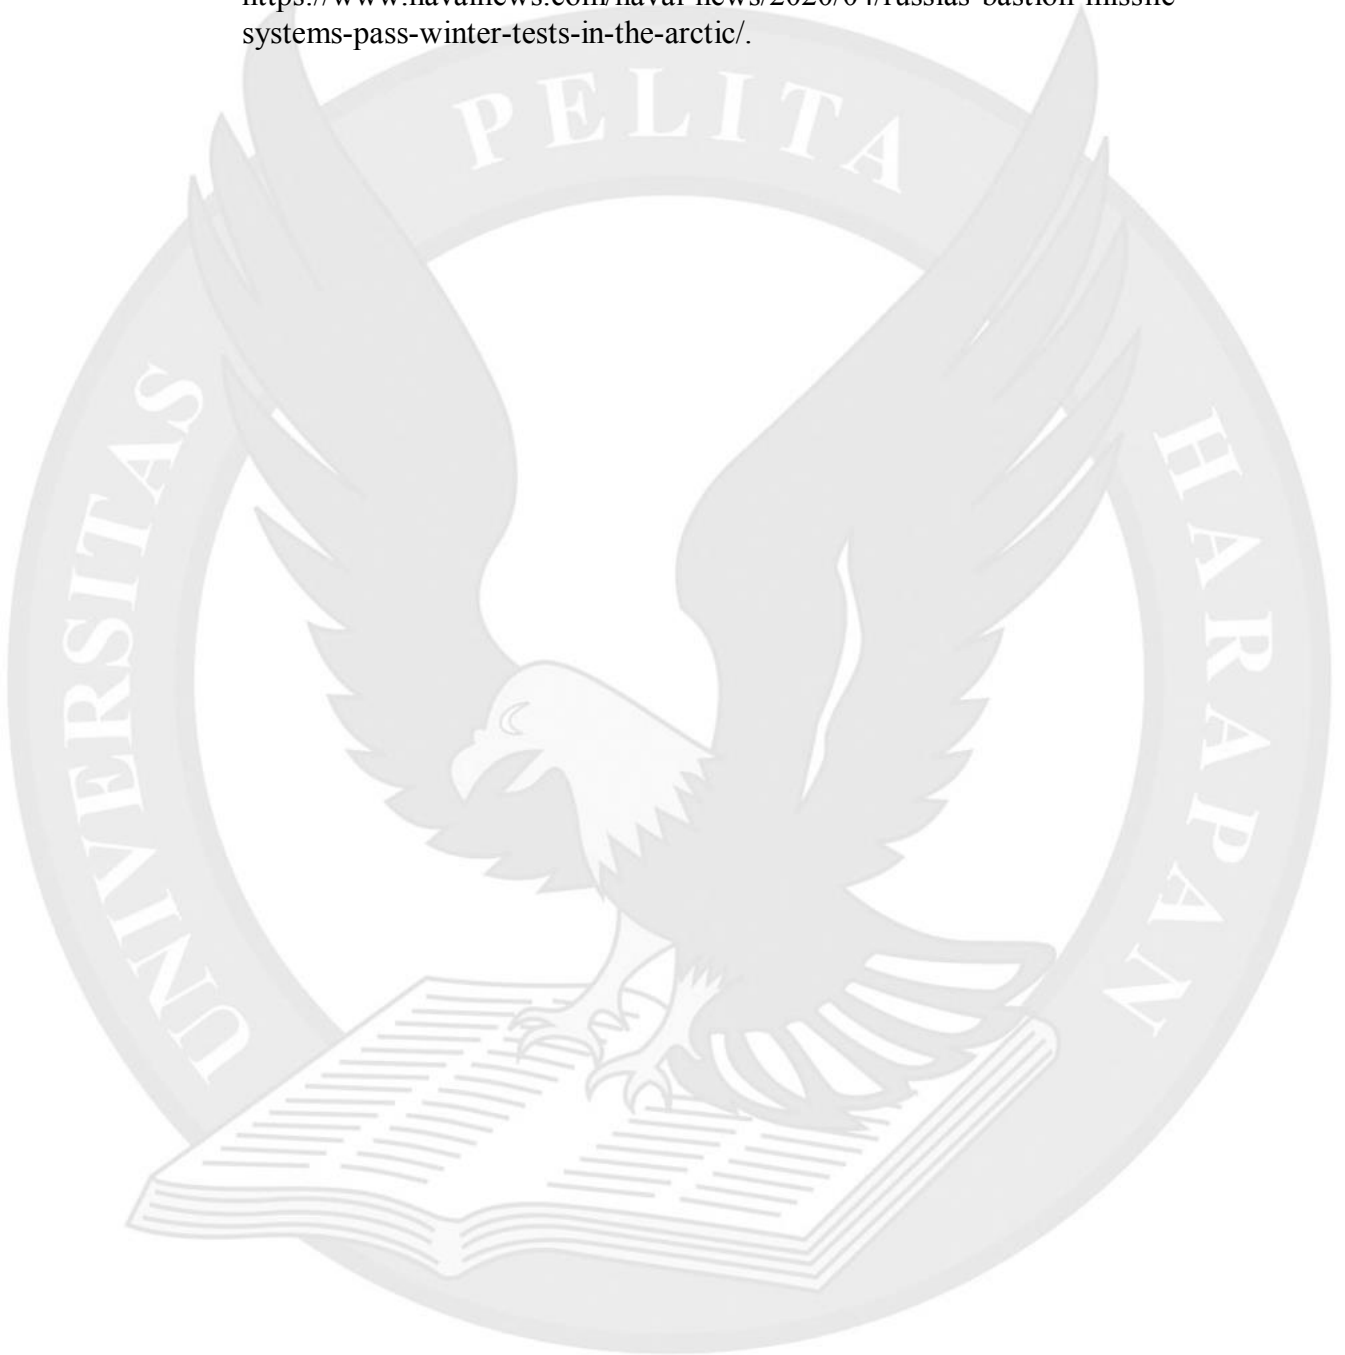 https://www.navalnews.com/naval-news/2020/04/russias-bastion-missile-
systems-pass-winter-tests-in-the-arctic/.
UNIVERSITAS
PELITA
HARAPAN